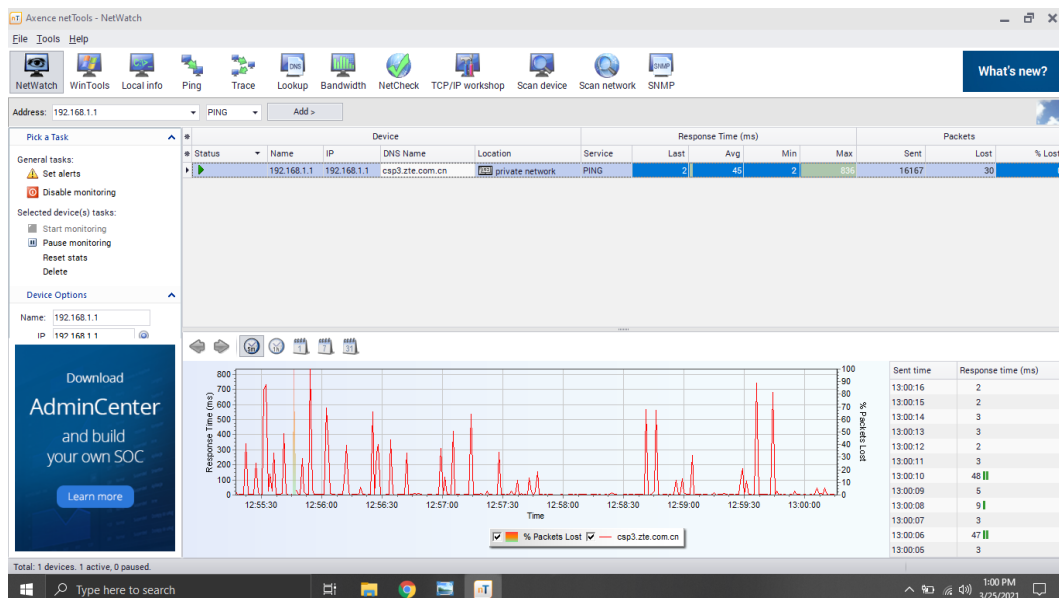 nT Axence netTools - NetWatch
File Tools Help
NetWatch WinTools Local info Ping Trace Lookup Bandwidth NetCheck TCP/IP workshop Scan device Scan network SNMP
DNS SNMP
What's new?
Address: 192.168.1.1 PING Add >
Pick a Task
General tasks:
Set alerts
Disable monitoring
Selected device(s) tasks:
Start monitoring
Pause monitoring
Reset stats
Delete
Device Options
Name: 192.168.1.1
IP 192.168.1.1
Download
AdminCenter
and build
your own SOC
Learn more
Device Response Time (ms) Packets
Status Name IP DNS Name Location Service Last Avg Min Max Sent Lost % Lost
192.168.1.1 192.168.1.1 csp3.zte.com.cn private network PING 2 45 2 836 16167 30
1h 1 7 31
800
700
600
500
400
300
200
100
0
Response Time (ms)
100
90
80
70
60
50
40
30
20
10
0
% Packets Lost
12:55:30 12:56:00 12:56:30 12:57:00 12:57:30 12:58:00 12:58:30 12:59:00 12:59:30 13:00:00
Time
% Packets Lost csp3.zte.com.cn
Sent time Response time (ms)
13:00:16 2
13:00:15 2
13:00:14 3
13:00:13 3
13:00:12 2
13:00:11 3
13:00:10 48
13:00:09 5
13:00:08 9
13:00:07 3
13:00:06 47
13:00:05 3
Total: 1 devices. 1 active, 0 paused.
Type here to search
nT
1:00 PM
3/25/2021